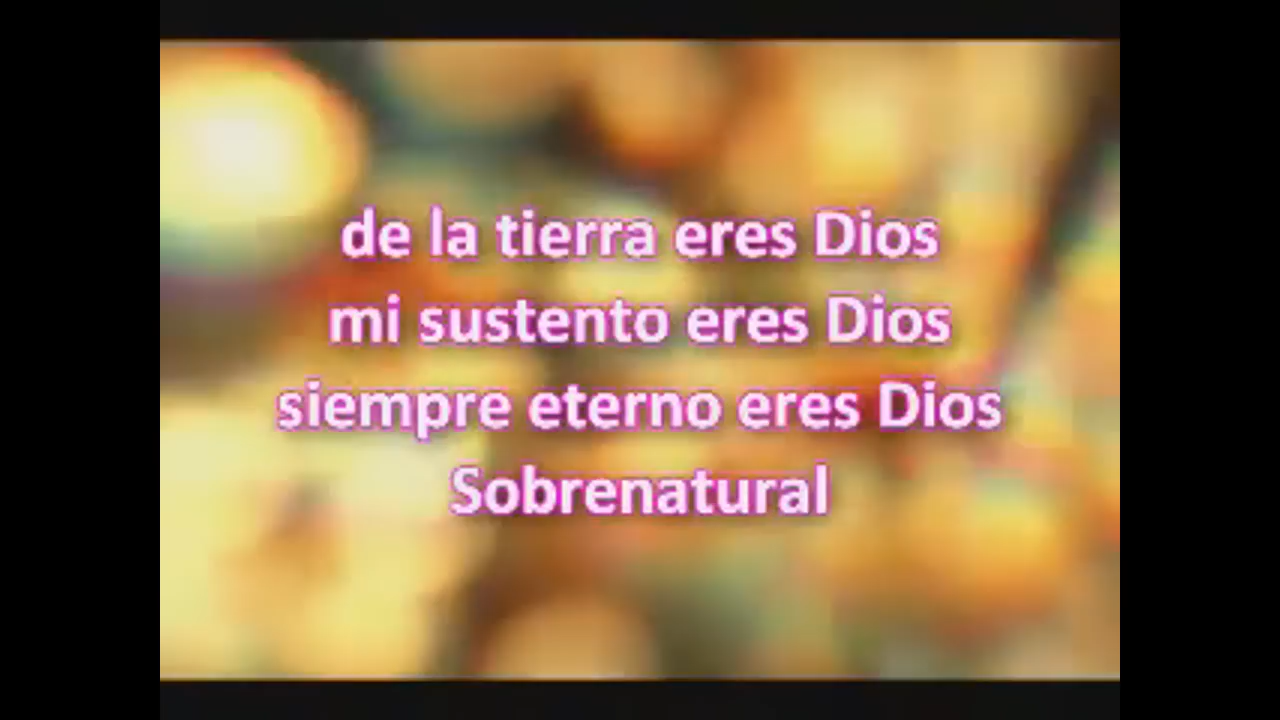 de la tierra eres Dios
mi sustento eres Dios
siempre eterno eres Dios
Sobrenatural